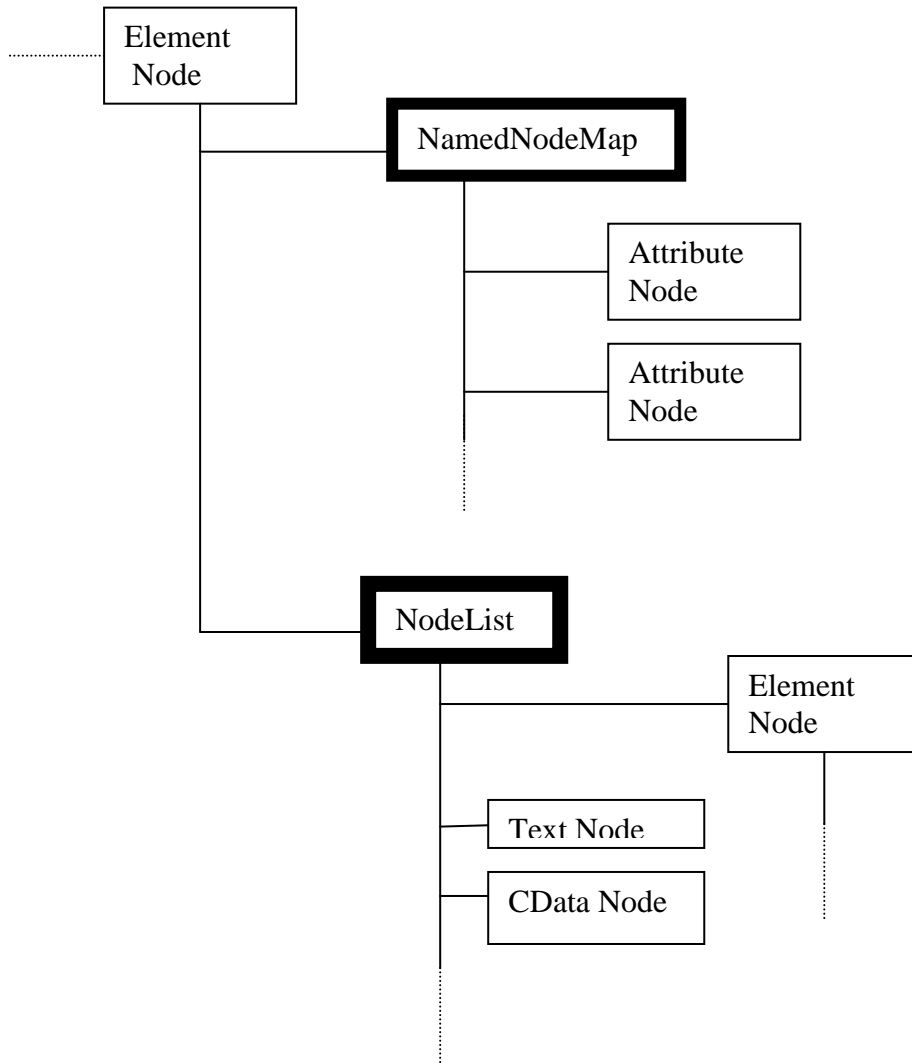 Element
Node
NamedNodeMap
Attribute
Node
Attribute
Node
NodeList
Element
Node
Text Node
CData Node